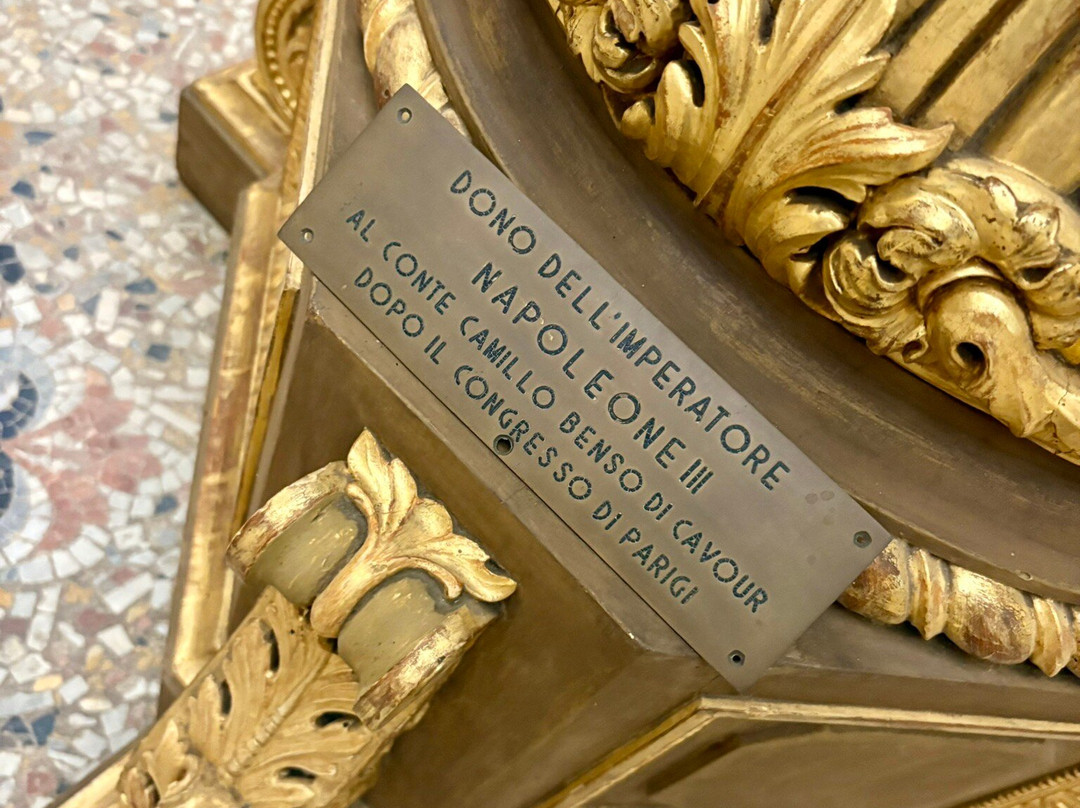 DONO DELL'IMPERATORE
NAPOLEONE III
AL CONTE CAMILLO BENSO DI CAVOUR
DOPO IL CONGRESSO DI PARIGI